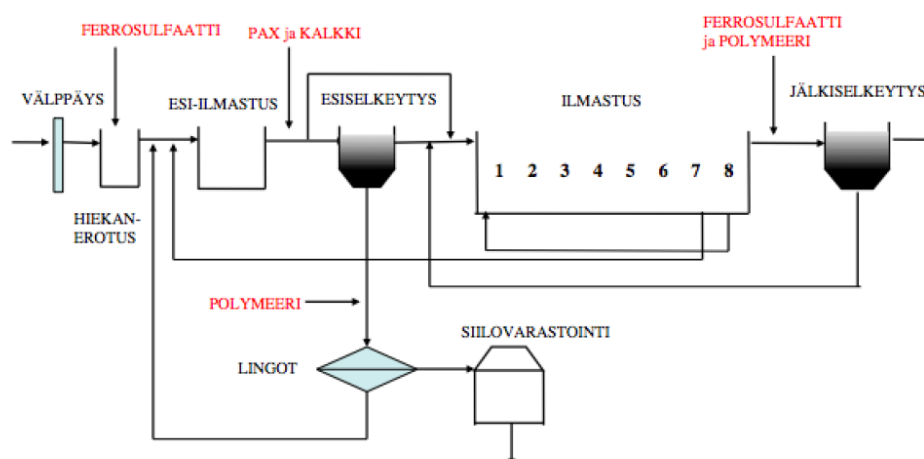 FERROSULFAATTI
PAX ja KALKKI
FERROSULFAATTI
ja POLYMEERI
VÄLPPÄYS
ESI-ILMASTUS
ESISELKEYTYS
ILMASTUS
JÄLKISELKEYTYS
1 2 3 4 5 6 7 8
HIEKAN-
EROTUS
POLYMEERI
SIILOVARASTOINTI
LINGOT